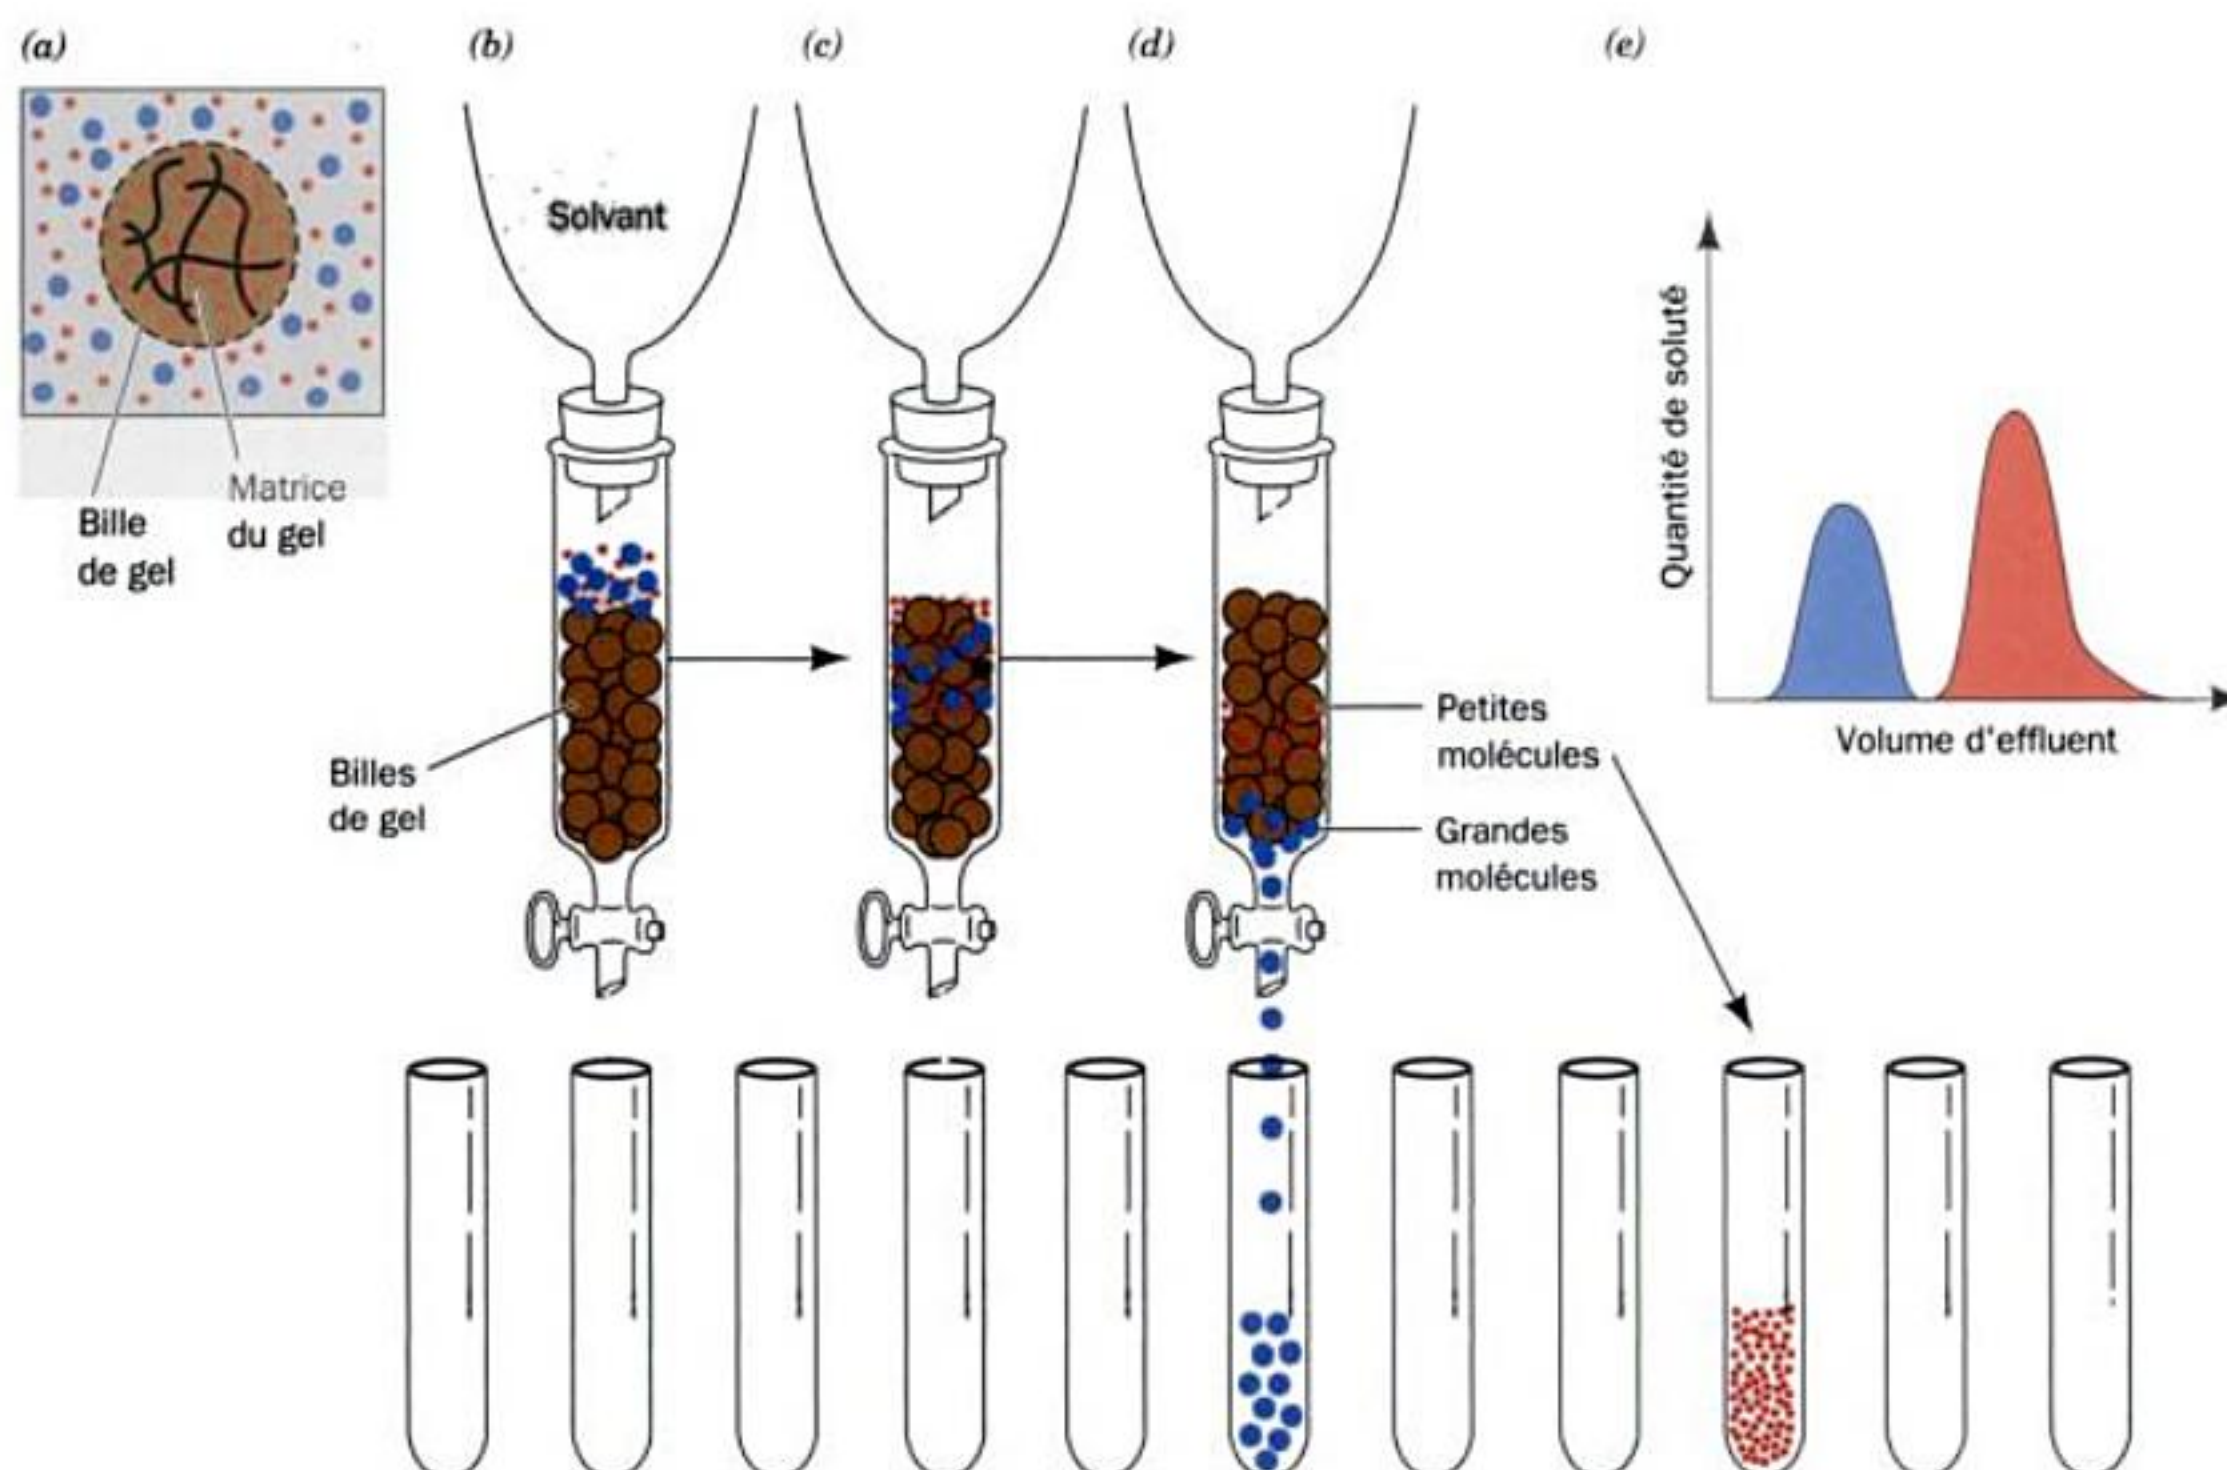 (a)
(b)
(c)
(d)
(e)
Solvant
Bille
de gel
Matrice
du gel
Billes
de gel
Petites
molécules
Grandes
molécules
Quantité de soluté
Volume d'effluent